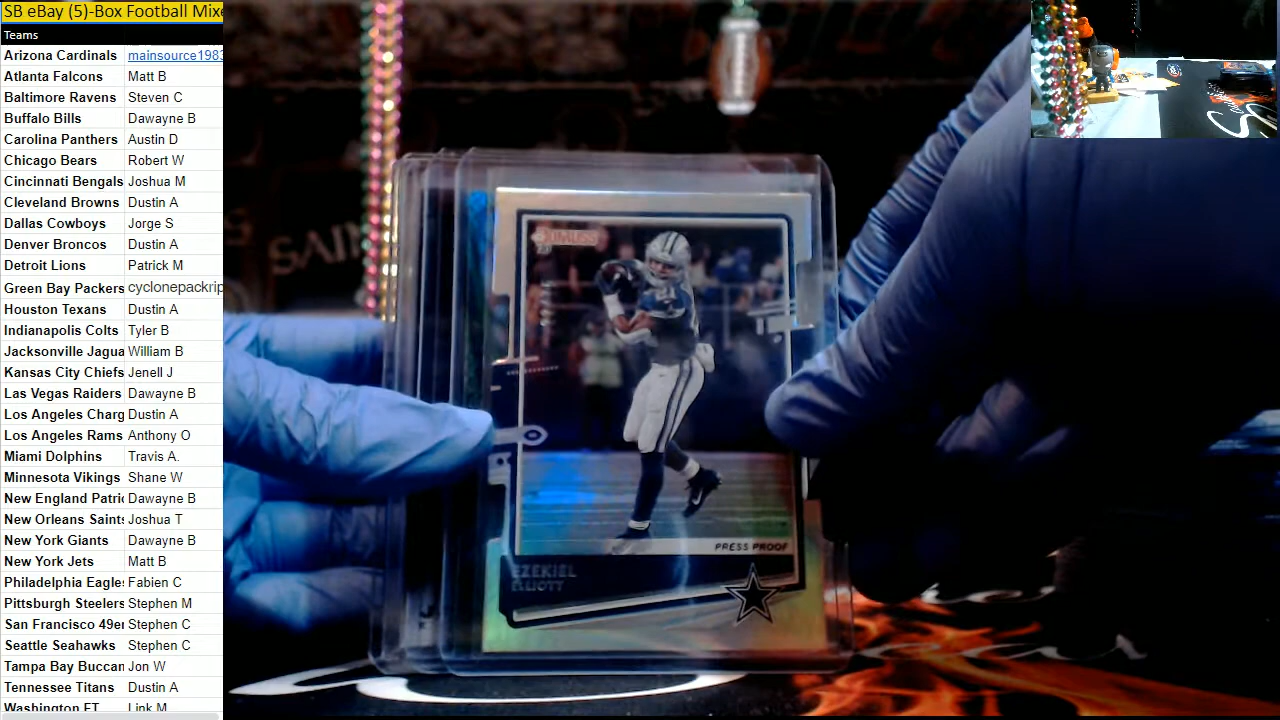 SB eBay (5)-Box Football Mixe
Teams
Arizona Cardinals mainsource1983
Atlanta Falcons Matt B
Baltimore Ravens Steven C
Buffalo Bills Dawayne B
Carolina Panthers Austin D
Chicago Bears Robert W
Cincinnati Bengals Joshua M
Cleveland Browns Dustin A
Dallas Cowboys Jorge S
Denver Broncos Dustin A
Detroit Lions Patrick M
Green Bay Packers cyclonepackrip
Houston Texans Dustin A
Indianapolis Colts Tyler B
Jacksonville Jagua William B
Kansas City Chiefs Jenell J
Las Vegas Raiders Dawayne B
Los Angeles Charg Dustin A
Los Angeles Rams Anthony O
Miami Dolphins Travis A.
Minnesota Vikings Shane W
New England Patri Dawayne B
New Orleans Saints Joshua T
New York Giants Dawayne B
New York Jets Matt B
Philadelphia Eagle Fabien C
Pittsburgh Steelers Stephen M
San Francisco 49e Stephen C
Seattle Seahawks Stephen C
Tampa Bay Buccan Jon W
Tennessee Titans Dustin A
Washington FT Link M
DONRUSS
PRESS PROOF
EZEKIEL
ELLIOTT